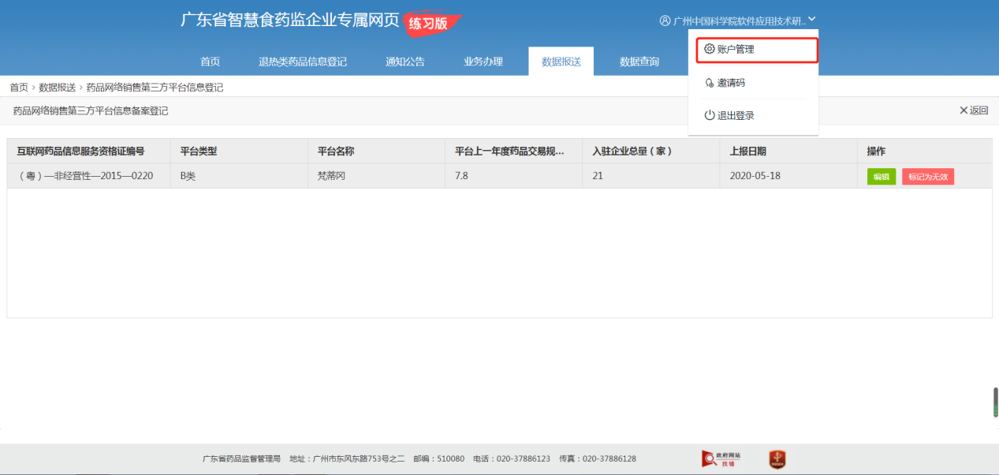 广东省智慧食药监企业专属网页 练习版
广州中国科学院软件应用技术研..
账户管理
邀请码
退出登录
首页 退热类药品信息登记 通知公告 业务办理 数据报送 数据查询
首页 › 数据报送 › 药品网络销售第三方平台信息登记
药品网络销售第三方平台信息备案登记
返回
互联网药品信息服务资格证编号 平台类型 平台名称 平台上一年度药品交易规... 入驻企业总量（家） 上报日期 操作
（粤）—非经营性—2015—0220 B类 梵蒂冈 7.8 21 2020-05-18 编辑 标记为无效
广东省药品监督管理局 地址：广州市东风东路753号之二 邮编：510080 电话：020-37886123 传真：020-37886128
政府网站
找错